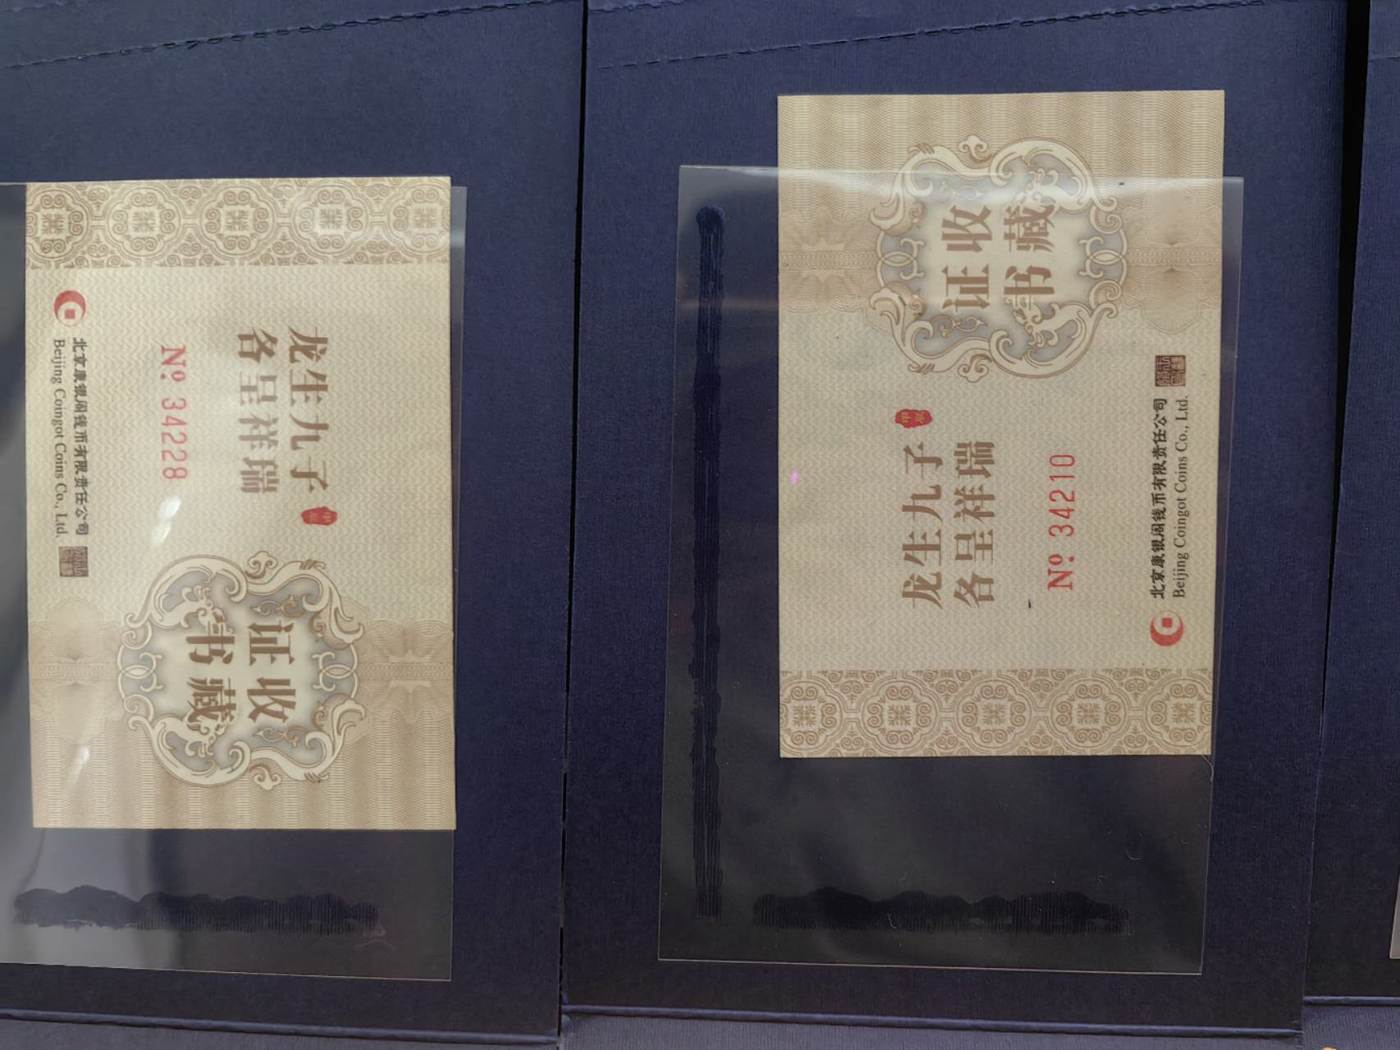 龙生九子
各呈祥瑞
Nº 34228
北京康银阁钱币有限责任公司
Beijing Coingot Coins Co., Ltd.
收藏
证书
收藏
证书
龙生九子
各呈祥瑞
Nº 34210
北京康银阁钱币有限责任公司
Beijing Coingot Coins Co., Ltd.